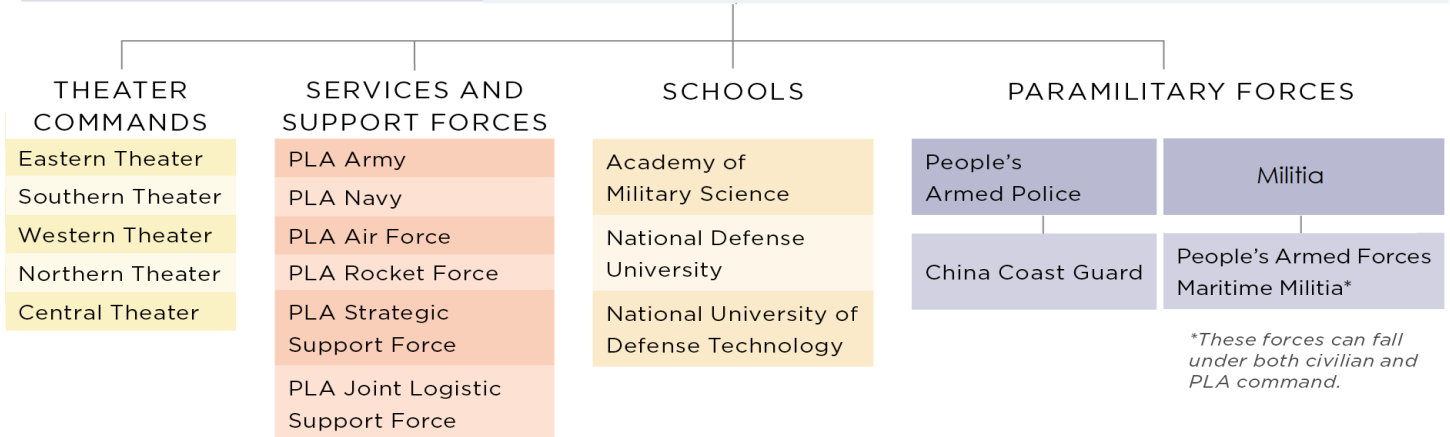 THEATER
COMMANDS
Eastern Theater
Southern Theater
Western Theater
Northern Theater
Central Theater
SERVICES AND
SUPPORT FORCES
PLA Army
PLA Navy
PLA Air Force
PLA Rocket Force
PLA Strategic
Support Force
PLA Joint Logistic
Support Force
SCHOOLS
Academy of
Military Science
National Defense
University
National University of
Defense Technology
PARAMILITARY FORCES
People's
Armed Police
China Coast Guard
Militia
People's Armed Forces
Maritime Militia*
*These forces can fall
under both civilian and
PLA command.